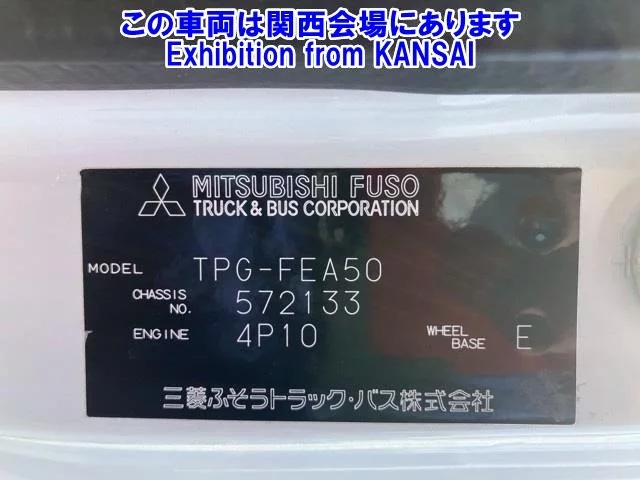 この車両は関西会場にあります
Exhibition from KANSAI
MITSUBISHI FUSO
TRUCK & BUS CORPORATION
MODEL TPG-FEA50
CHASSIS NO. 572133
ENGINE 4P10 WHEEL BASE E
三菱ふそうトラック・バス株式会社